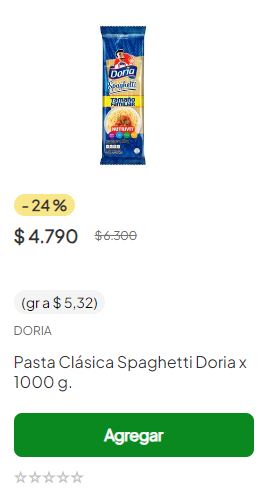 Doria
Spaghetti
TAMAÑO
FAMILIAR
NUTRIVIT
- 24 %
$ 4.790 $ 6.300
(gr a $ 5,32)
DORIA
Pasta Clásica Spaghetti Doria x
1000 g.
Agregar